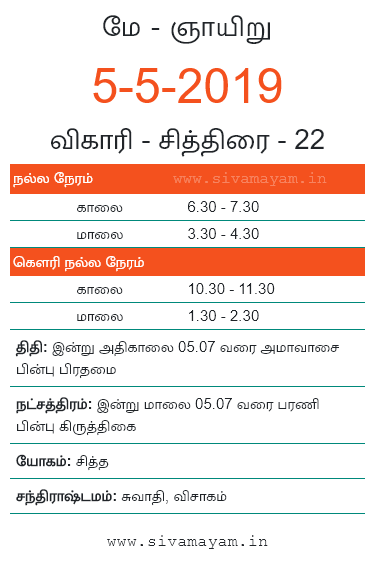 மே - ஞாயிறு
5-5-2019
விகாரி - சித்திரை - 22
நல்ல நேரம் www.sivamayam.in
காலை 6.30 - 7.30
மாலை 3.30 - 4.30
கௌரி நல்ல நேரம்
காலை 10.30 - 11.30
மாலை 1.30 - 2.30
திதி: இன்று அதிகாலை 05.07 வரை அமாவாசை
பின்பு பிரதமை
நட்சத்திரம்: இன்று மாலை 05.07 வரை பரணி
பின்பு கிருத்திகை
யோகம்: சித்த
சந்திராஷ்டமம்: சுவாதி, விசாகம்
www.sivamayam.in